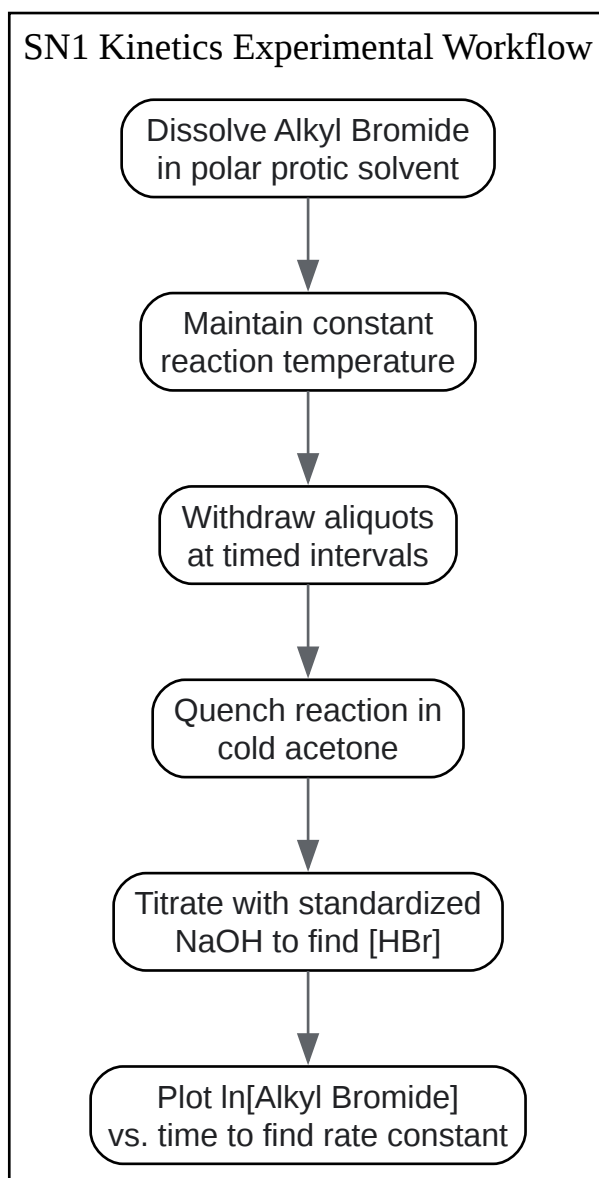 SN1 Kinetics Experimental Workflow
Dissolve Alkyl Bromide
in polar protic solvent
Maintain constant
reaction temperature
Withdraw aliquots
at timed intervals
Quench reaction in
cold acetone
Titrate with standardized
NaOH to find [HBr]
Plot ln[Alkyl Bromide]
vs. time to find rate constant